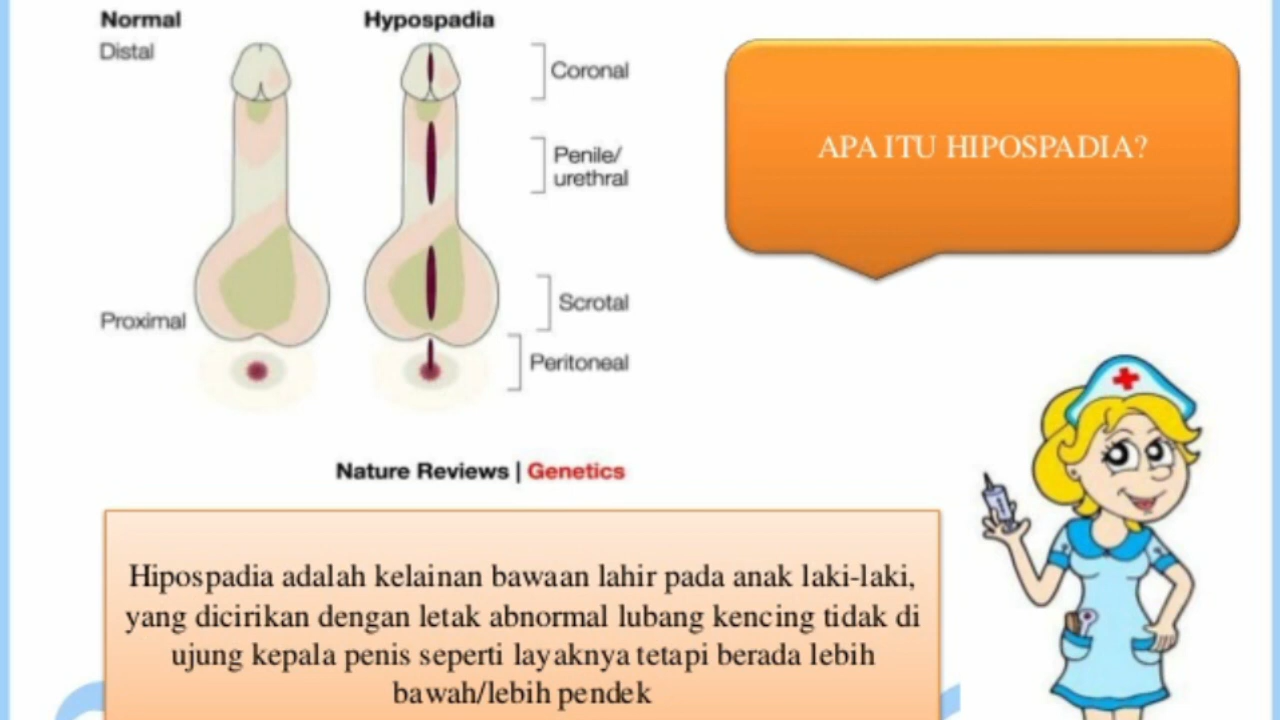 Normal
Hypospadia
Distal
Coronal
Penile/
urethral
Scrotal
Proximal
Peritoneal
Nature Reviews | Genetics
APA ITU HIPOSPADIA?
Hipospadia adalah kelainan bawaan lahir pada anak laki-laki,
yang dicirikan dengan letak abnormal lubang kencing tidak di
ujung kepala penis seperti layaknya tetapi berada lebih
bawah/lebih pendek